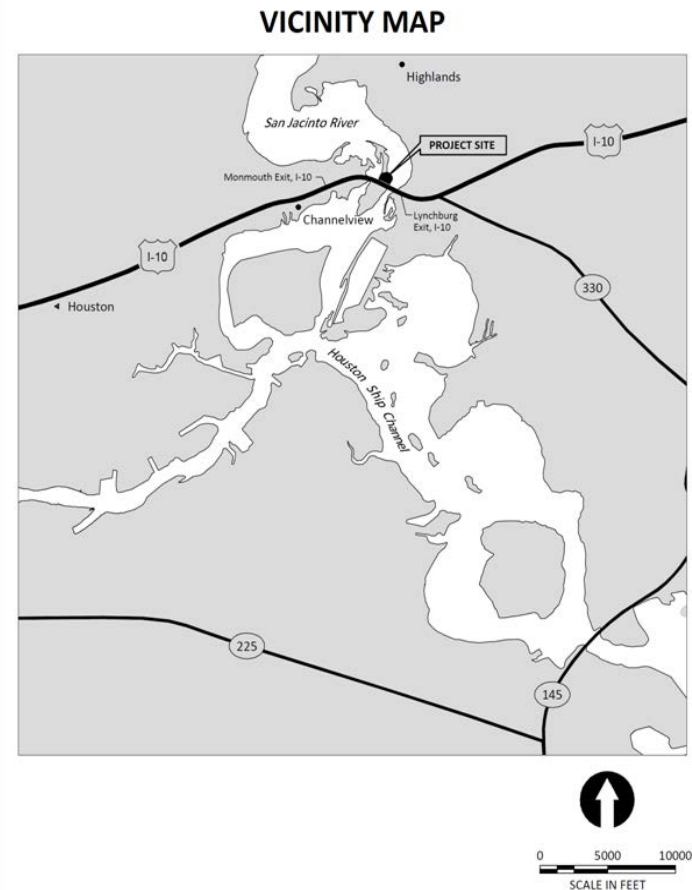 VICINITY MAP
Highlands
San Jacinto River
PROJECT SITE
I-10
Monmouth Exit, I-10
Channelview
Lynchburg
Exit, I-10
I-10
330
Houston
Houston Ship Channel
225
145
0 5000 10000
SCALE IN FEET